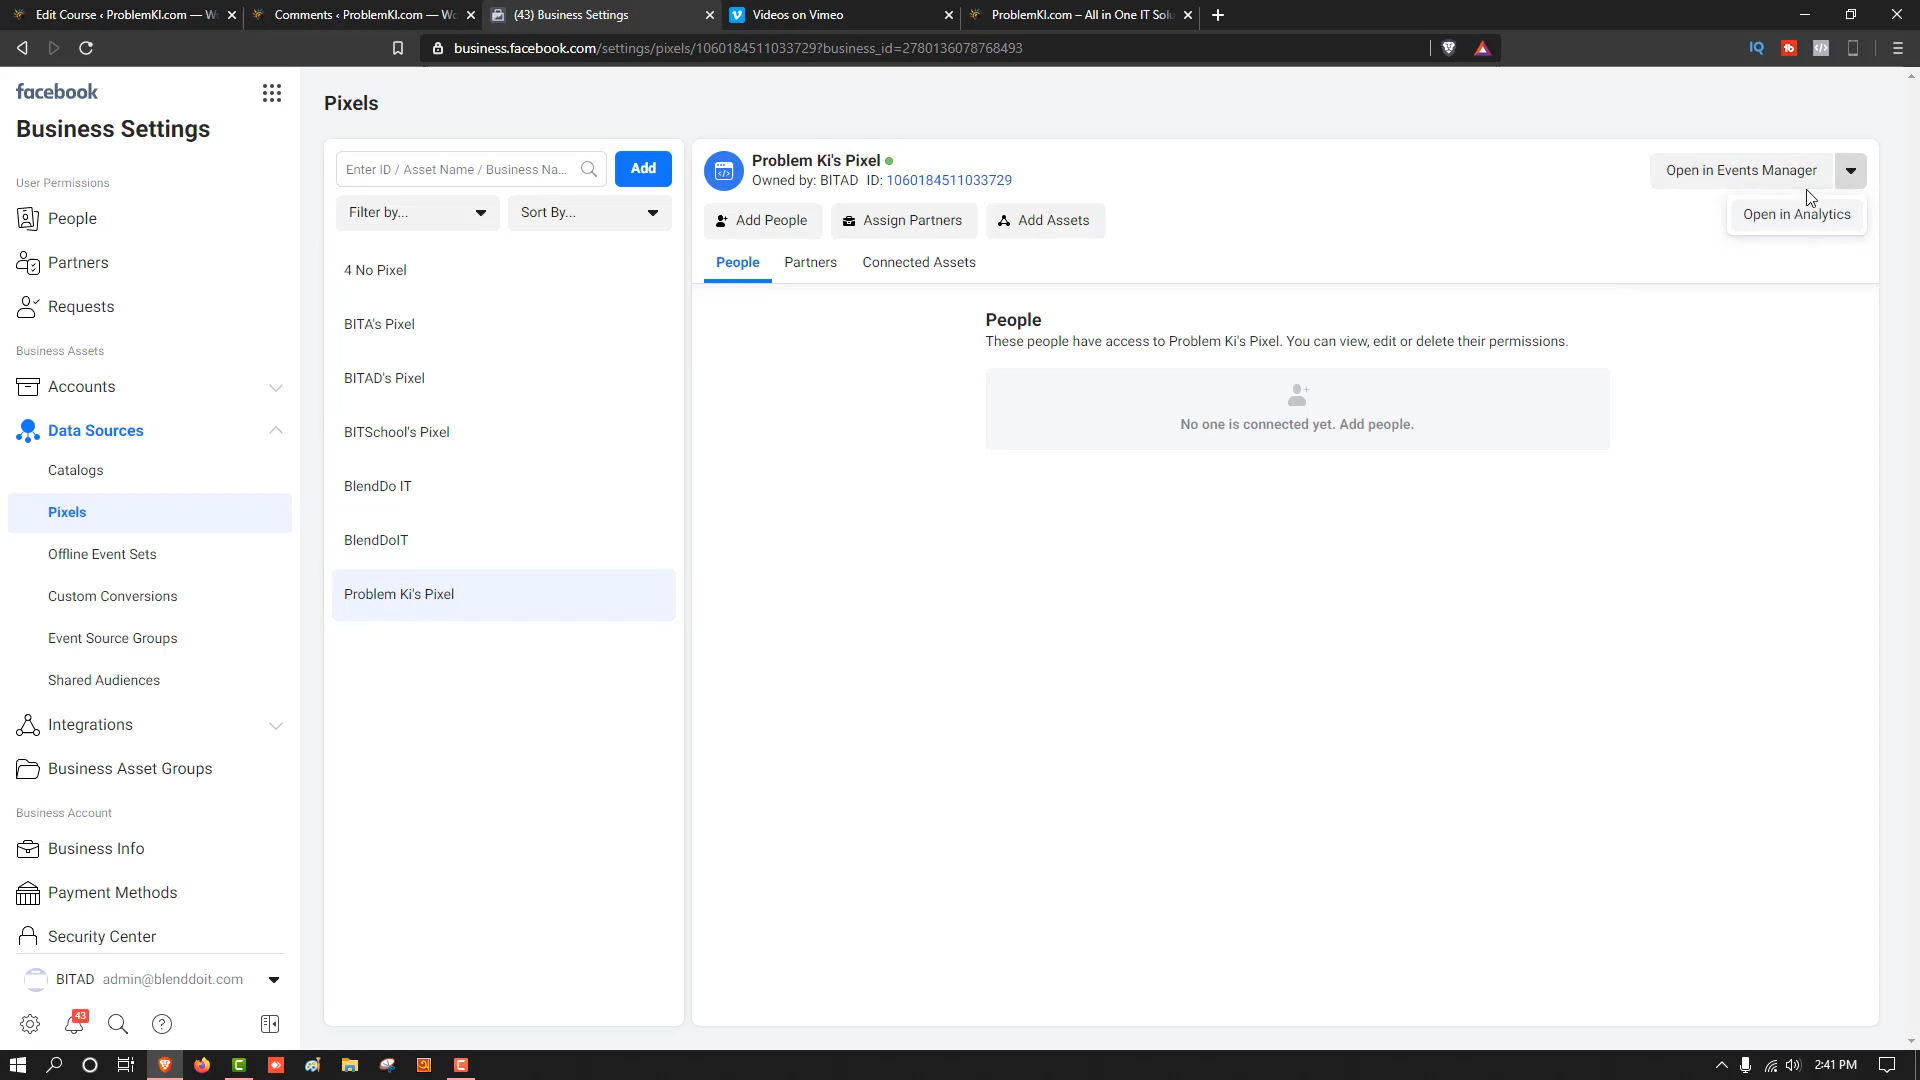 Edit Course ‹ ProblemKI.com — Wo
Comments ‹ ProblemKI.com — Wo
(43) Business Settings
Videos on Vimeo
ProblemKI.com – All in One IT Solu
business.facebook.com/settings/pixels/1060184511033729?business_id=2780136078768493
facebook
Business Settings
User Permissions
People
Partners
Requests
Business Assets
Accounts
Data Sources
Catalogs
Pixels
Offline Event Sets
Custom Conversions
Event Source Groups
Shared Audiences
Integrations
Business Asset Groups
Business Account
Business Info
Payment Methods
Security Center
BITAD admin@blenddoit.com
43
Pixels
Enter ID / Asset Name / Business Na...
Add
Filter by...
Sort By...
4 No Pixel
BITA's Pixel
BITAD's Pixel
BITSchool's Pixel
BlendDo IT
BlendDoIT
Problem Ki's Pixel
Problem Ki's Pixel
Owned by: BITAD ID: 1060184511033729
Open in Events Manager
Open in Analytics
Add People
Assign Partners
Add Assets
People
Partners
Connected Assets
People
These people have access to Problem Ki's Pixel. You can view, edit or delete their permissions.
No one is connected yet. Add people.
2:41 PM